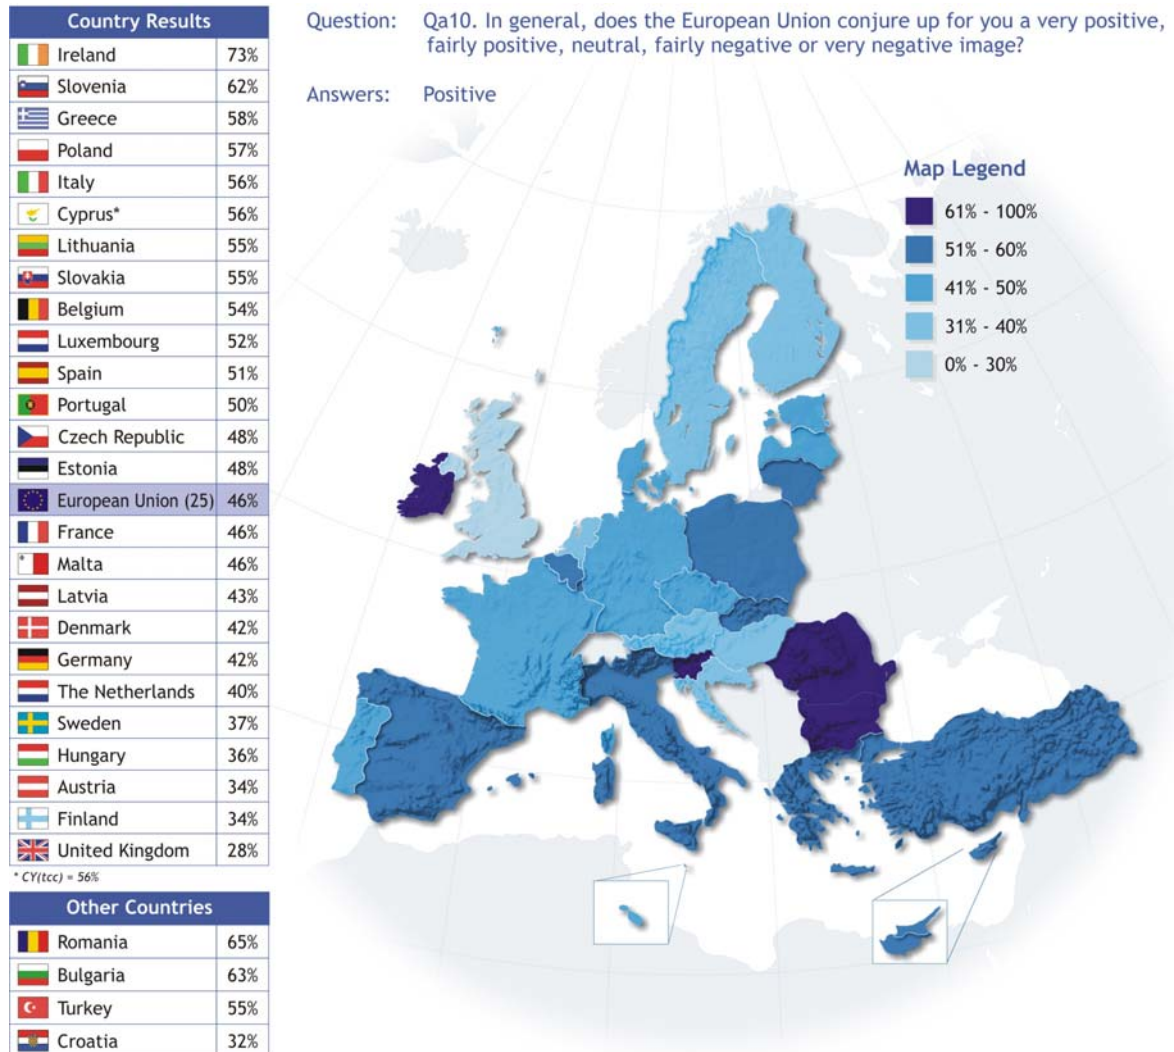 Country Results
Ireland 73%
Slovenia 62%
Greece 58%
Poland 57%
Italy 56%
Cyprus* 56%
Lithuania 55%
Slovakia 55%
Belgium 54%
Luxembourg 52%
Spain 51%
Portugal 50%
Czech Republic 48%
Estonia 48%
European Union (25) 46%
France 46%
Malta 46%
Latvia 43%
Denmark 42%
Germany 42%
The Netherlands 40%
Sweden 37%
Hungary 36%
Austria 34%
Finland 34%
United Kingdom 28%
* CY(tcc) = 56%
Other Countries
Romania 65%
Bulgaria 63%
Turkey 55%
Croatia 32%
Question: Qa10. In general, does the European Union conjure up for you a very positive,
fairly positive, neutral, fairly negative or very negative image?
Answers: Positive
Map Legend
61% - 100%
51% - 60%
41% - 50%
31% - 40%
0% - 30%